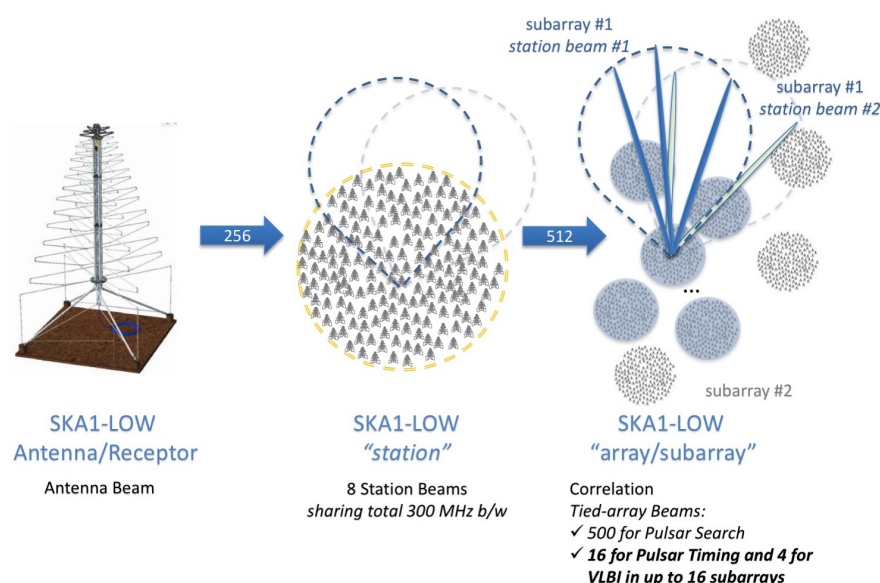 subarray #1
station beam #1
subarray #1
station beam #2
256
512
...
subarray #2
SKA1-LOW
Antenna/Receptor
Antenna Beam
SKA1-LOW
“station”
8 Station Beams
sharing total 300 MHz b/w
SKA1-LOW
“array/subarray”
Correlation
Tied-array Beams:
✓ 500 for Pulsar Search
✓ 16 for Pulsar Timing and 4 for
VLBI in up to 16 subarrays